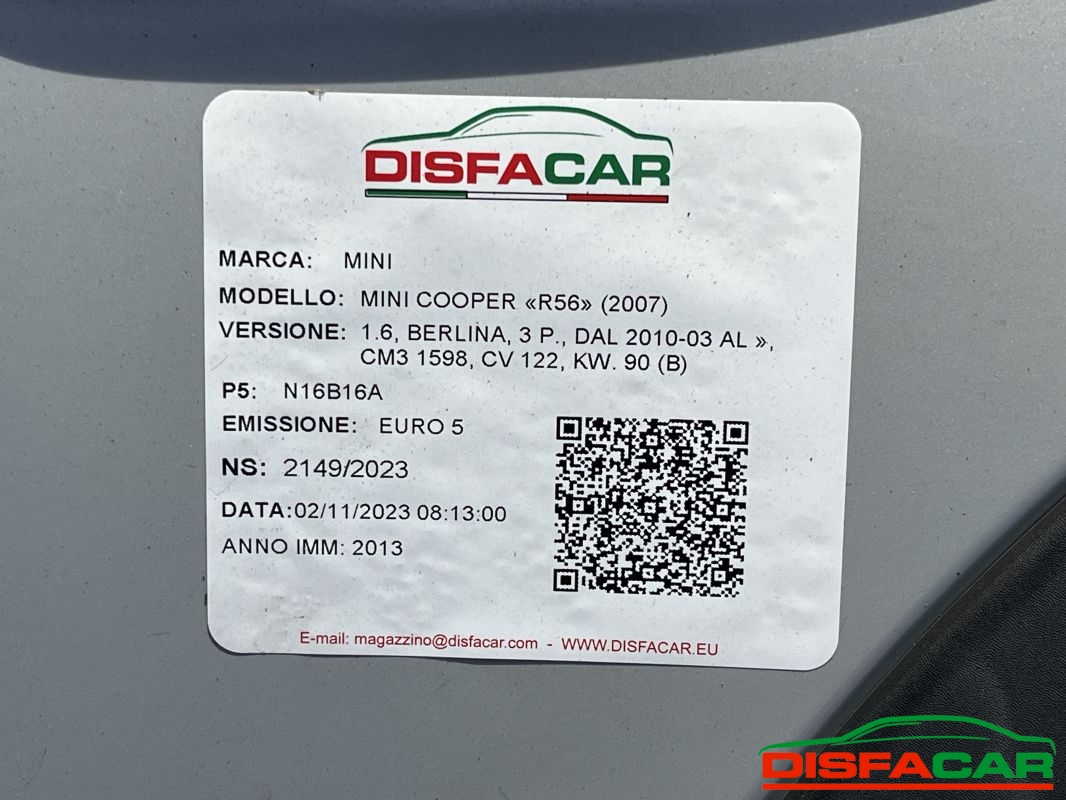 DISFACAR
MARCA: MINI
MODELLO: MINI COOPER «R56» (2007)
VERSIONE: 1.6, BERLINA, 3 P., DAL 2010-03 AL »,
CM3 1598, CV 122, KW. 90 (B)
P5: N16B16A
EMISSIONE: EURO 5
NS: 2149/2023
DATA:02/11/2023 08:13:00
ANNO IMM: 2013
E-mail: magazzino@disfacar.com - WWW.DISFACAR.EU
DISFACAR